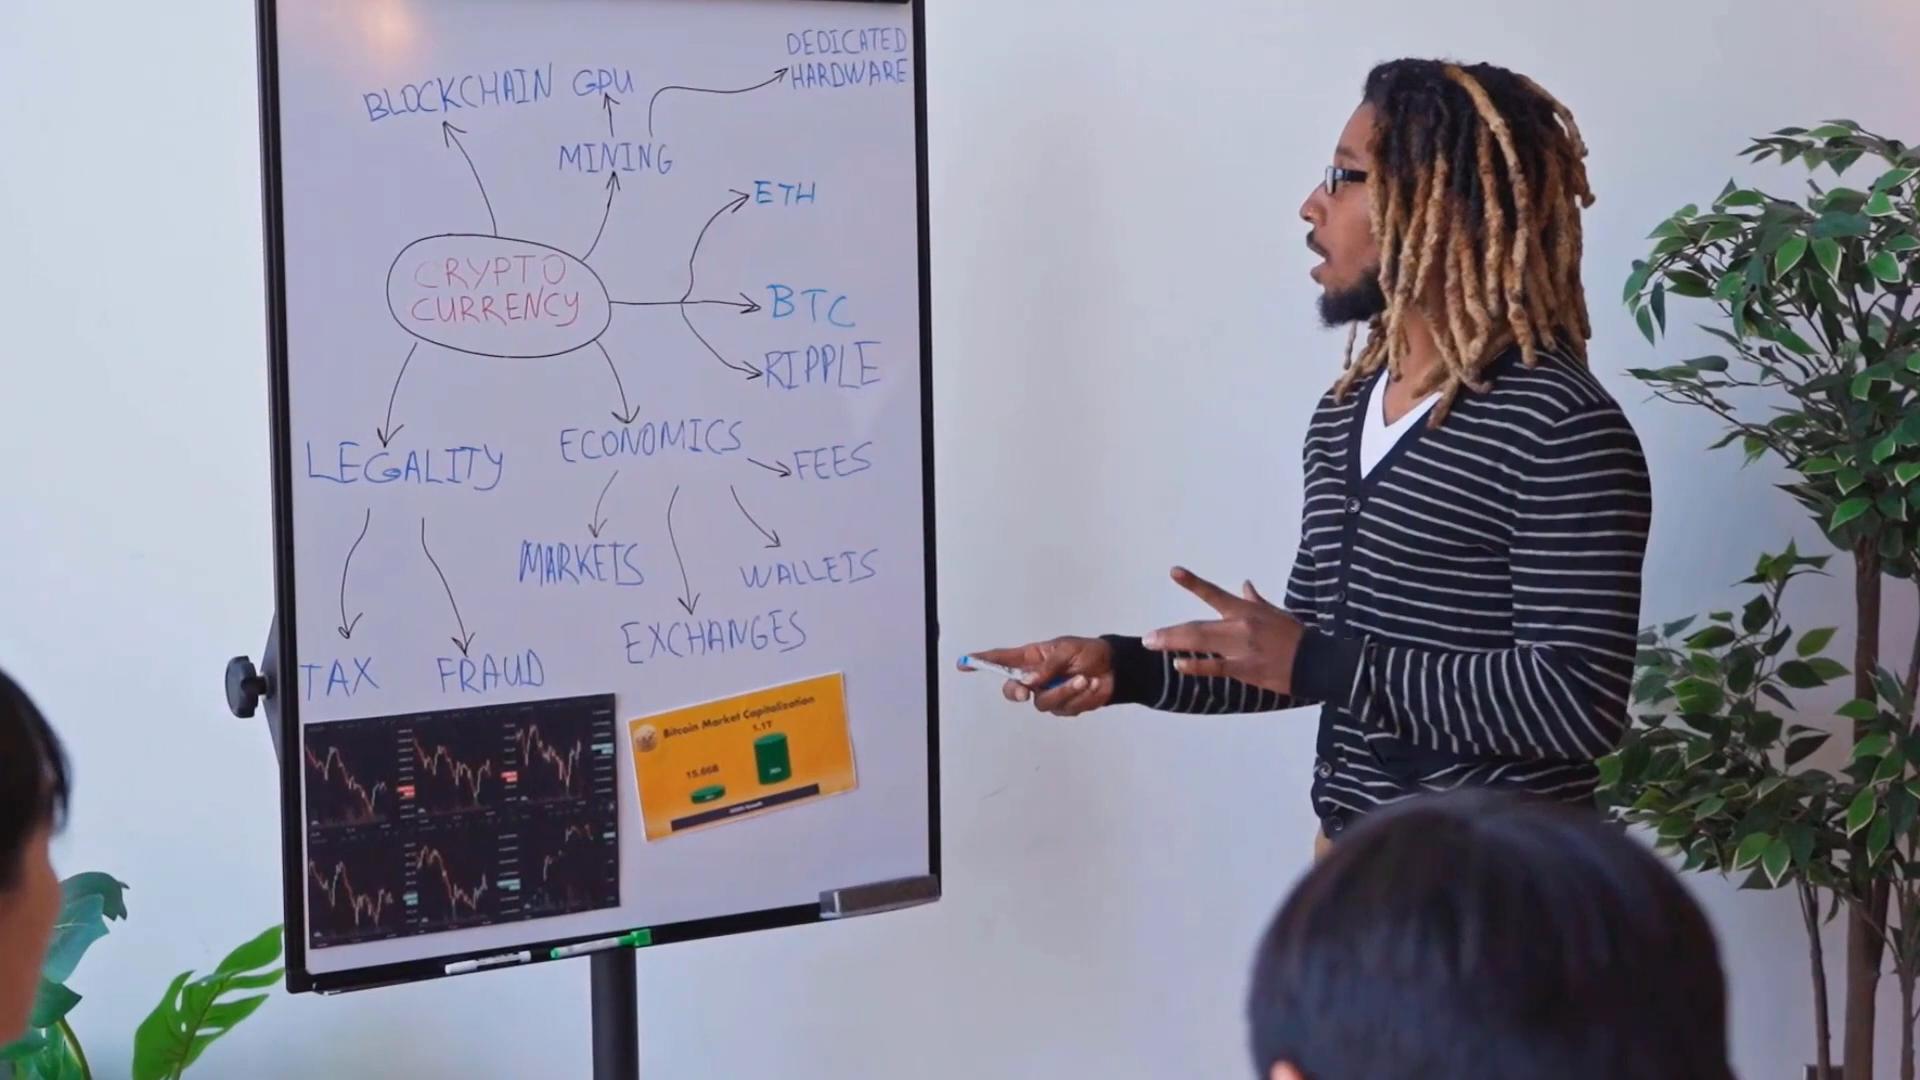 DEDICATED
HARDWARE
BLOCKCHAIN GPU
MINING
ETH
CRYPTO
CURRENCY
BTC
RIPPLE
LEGALITY
ECONOMICS
FEES
MARKETS
WALLETS
EXCHANGES
TAX
FRAUD
Bitcoin Market Capitalization
1.1T
15.66B